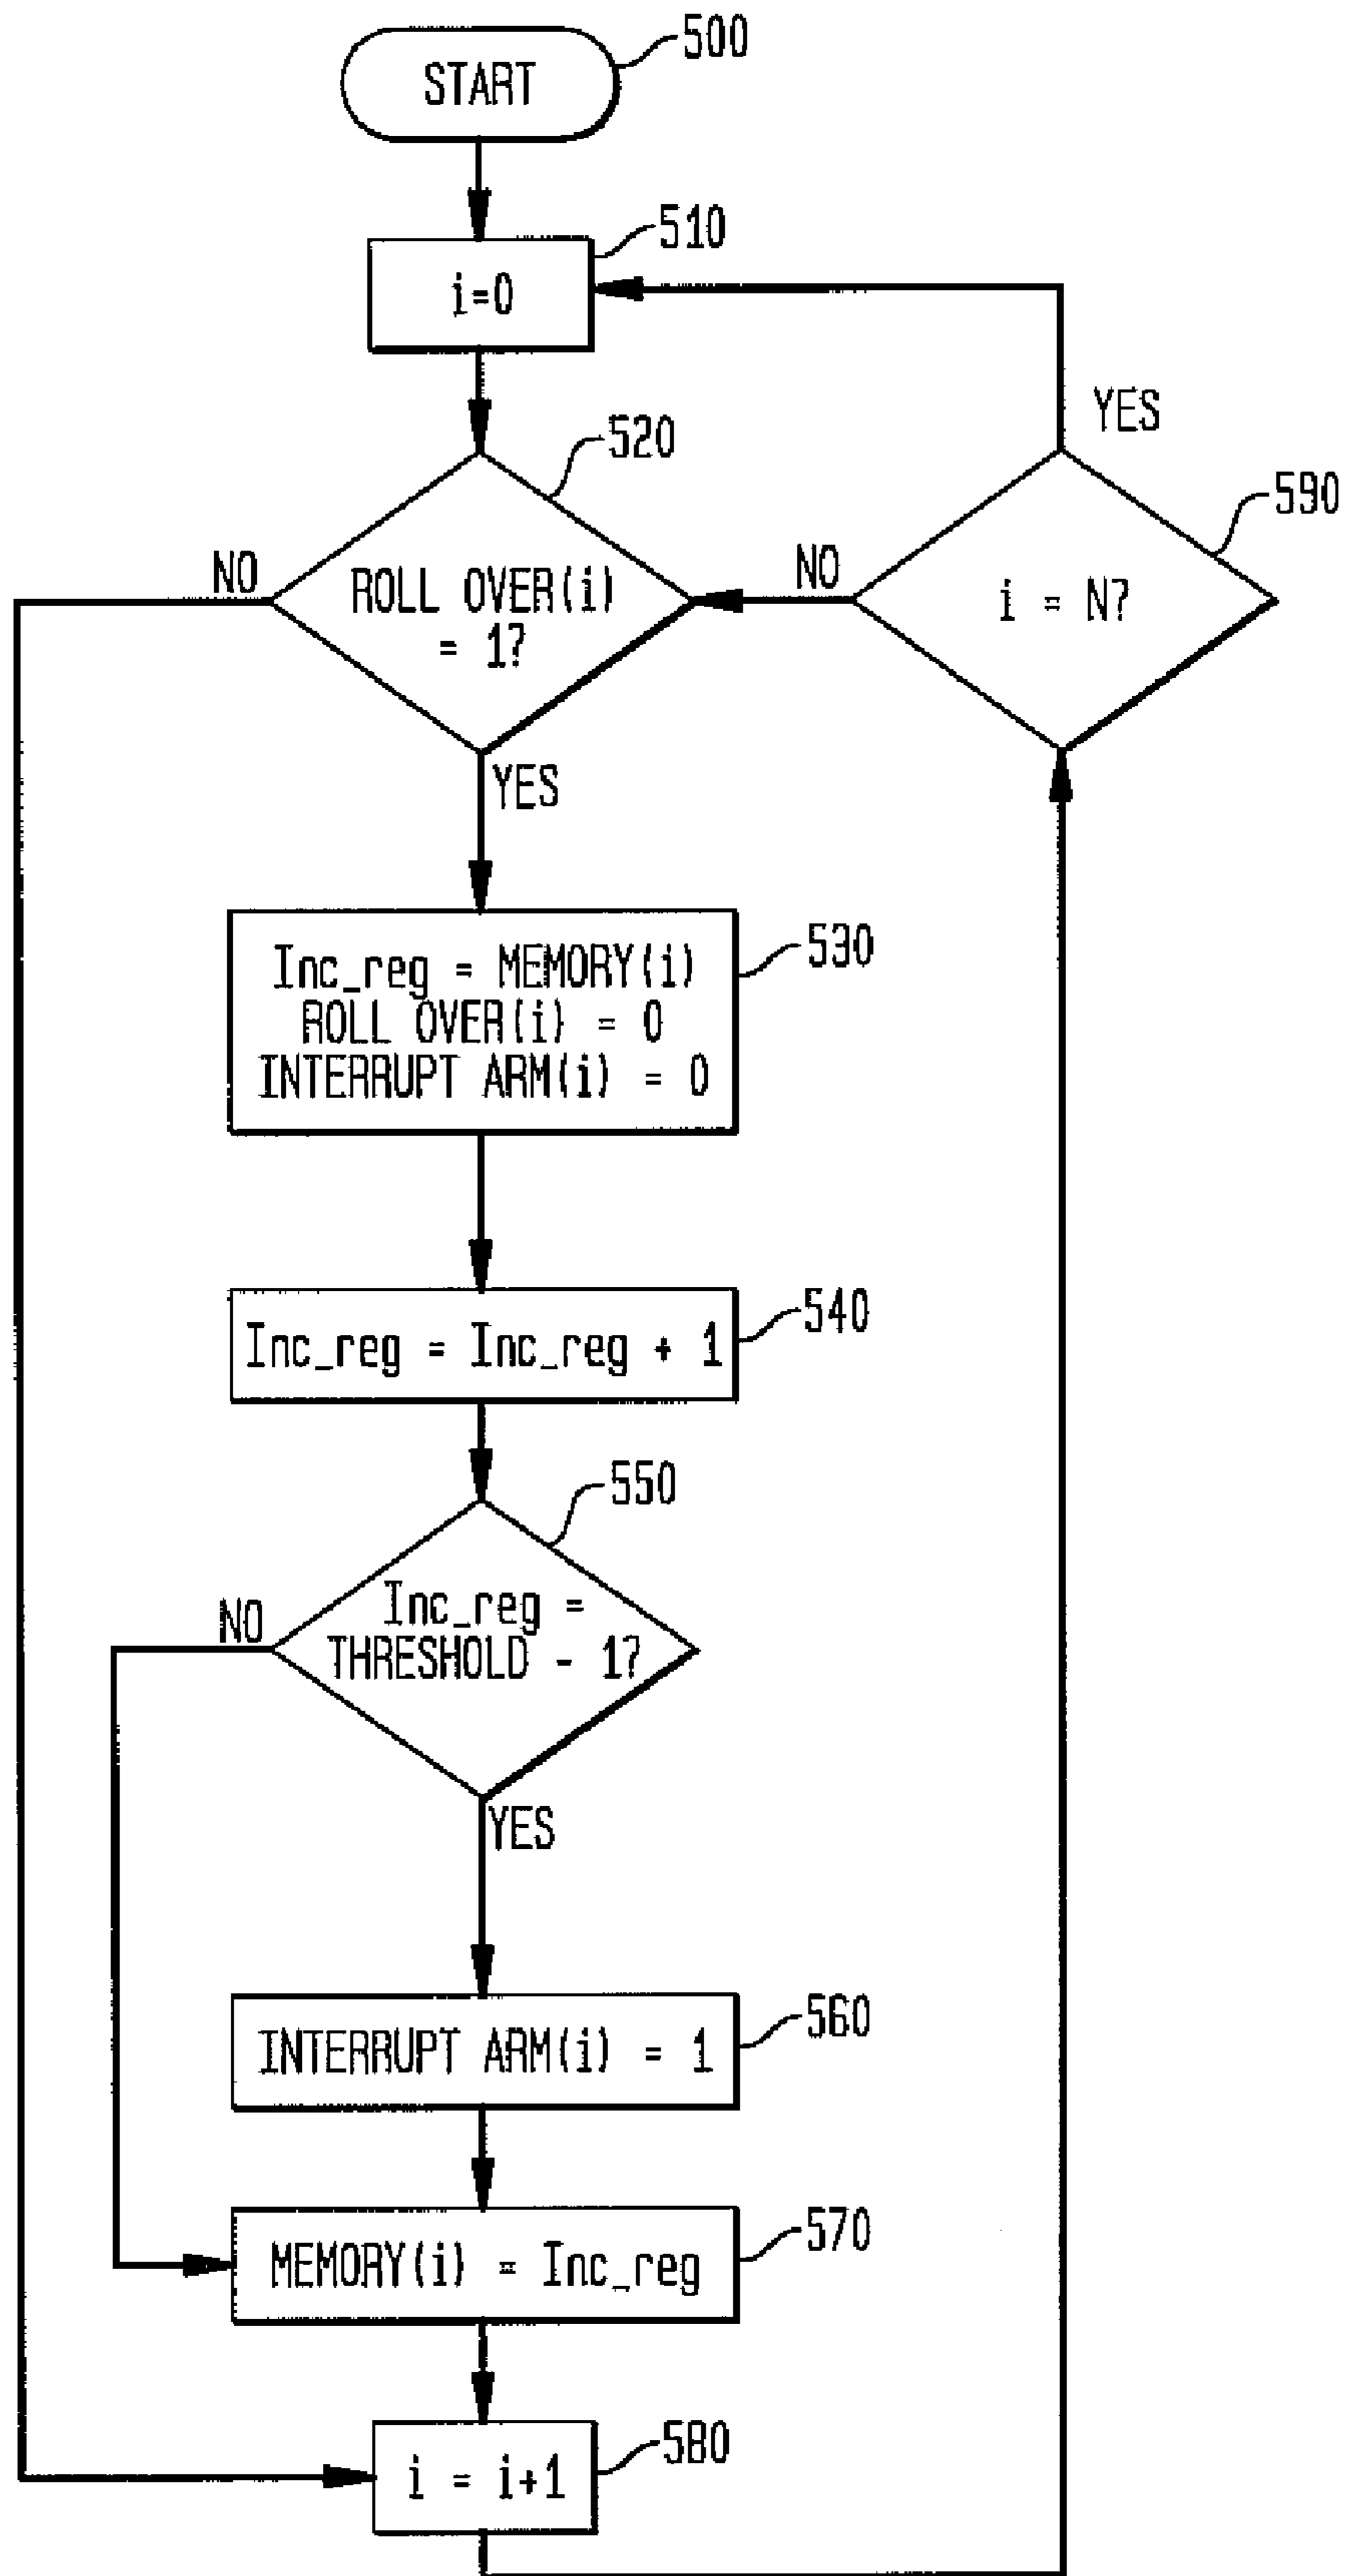 START
500
i=0
510
YES
ROLL OVER(i)
= 1?
520
NO
YES
NO
i = N?
590
Inc_reg = MEMORY(i)
ROLL OVER(i) = 0
INTERRUPT ARM(i) = 0
530
Inc_reg = Inc_reg + 1
540
Inc_reg =
THRESHOLD - 1?
550
NO
YES
INTERRUPT ARM(i) = 1
560
MEMORY(i) = Inc_reg
570
i = i+1
580